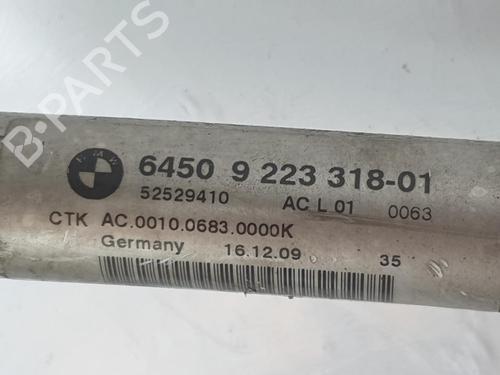 B-PARTS
BMW
6450 9 223 318-01
52529410 AC L 01 0063
CTK AC.0010.0683.0000K
Germany 16.12.09 35